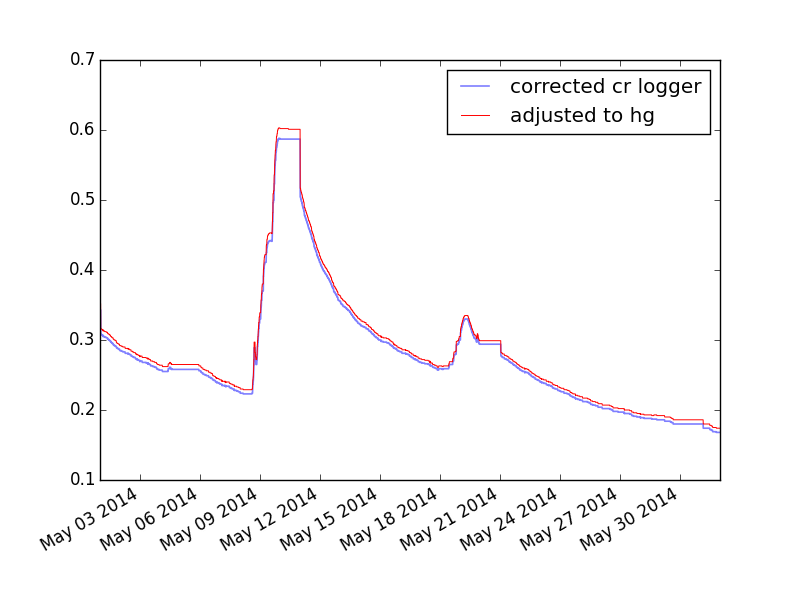 0.7
corrected cr logger
adjusted to hg
0.6
0.5
0.4
0.3
0.2
0.1
May 03 2014
May 06 2014
May 09 2014
May 12 2014
May 15 2014
May 18 2014
May 21 2014
May 24 2014
May 27 2014
May 30 2014